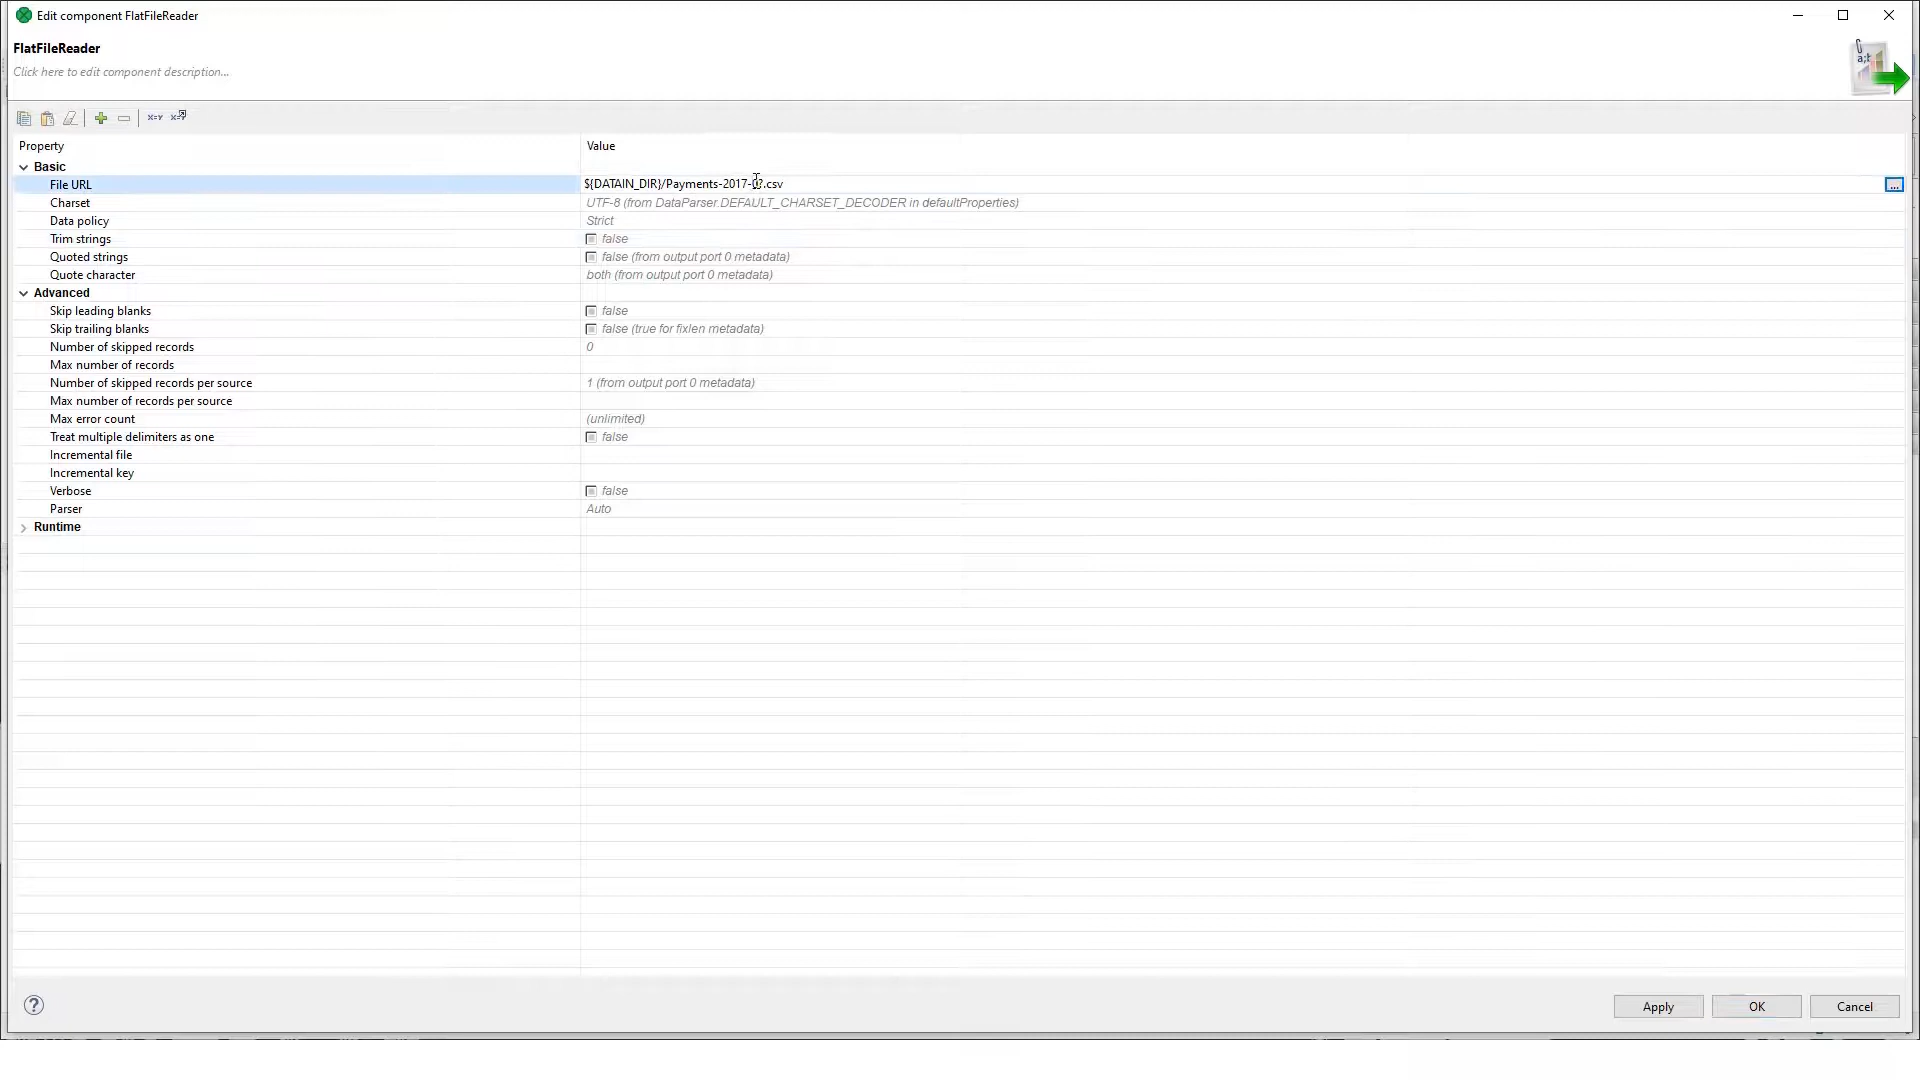 Edit component FlatFileReader
FlatFileReader
Click here to edit component description...
a;b
x=y x=?
Property Value
Basic
File URL ${DATAIN_DIR}/Payments-2017-0?.csv ...
Charset UTF-8 (from DataParser.DEFAULT_CHARSET_DECODER in defaultProperties)
Data policy Strict
Trim strings false
Quoted strings false (from output port 0 metadata)
Quote character both (from output port 0 metadata)
Advanced
Skip leading blanks false
Skip trailing blanks false (true for fixlen metadata)
Number of skipped records 0
Max number of records
Number of skipped records per source 1 (from output port 0 metadata)
Max number of records per source
Max error count (unlimited)
Treat multiple delimiters as one false
Incremental file
Incremental key
Verbose false
Parser Auto
Runtime
? Apply OK Cancel